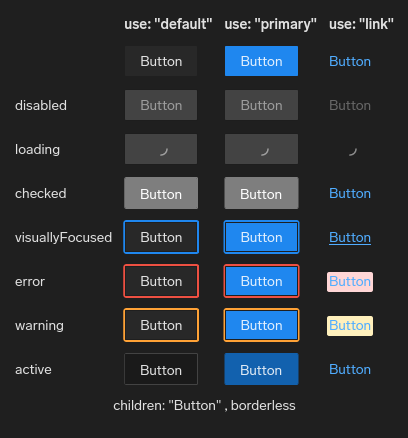 use: "default" use: "primary" use: "link"
Button Button Button
disabled Button Button Button
loading
checked Button Button Button
visuallyFocused Button Button Button
error Button Button Button
warning Button Button Button
active Button Button Button
children: "Button" , borderless